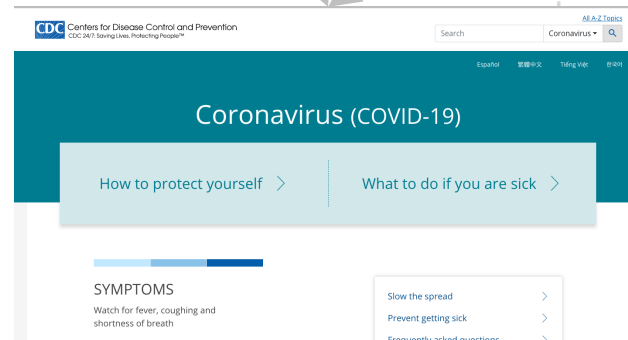 All A-Z Topics
CDC Centers for Disease Control and Prevention
CDC 24/7: Saving Lives. Protecting People™
Search
Coronavirus
Español 繁體中文 Tiếng Việt 한국어
Coronavirus (COVID-19)
How to protect yourself
What to do if you are sick
SYMPTOMS
Watch for fever, coughing and
shortness of breath
Slow the spread
Prevent getting sick
Frequently asked questions